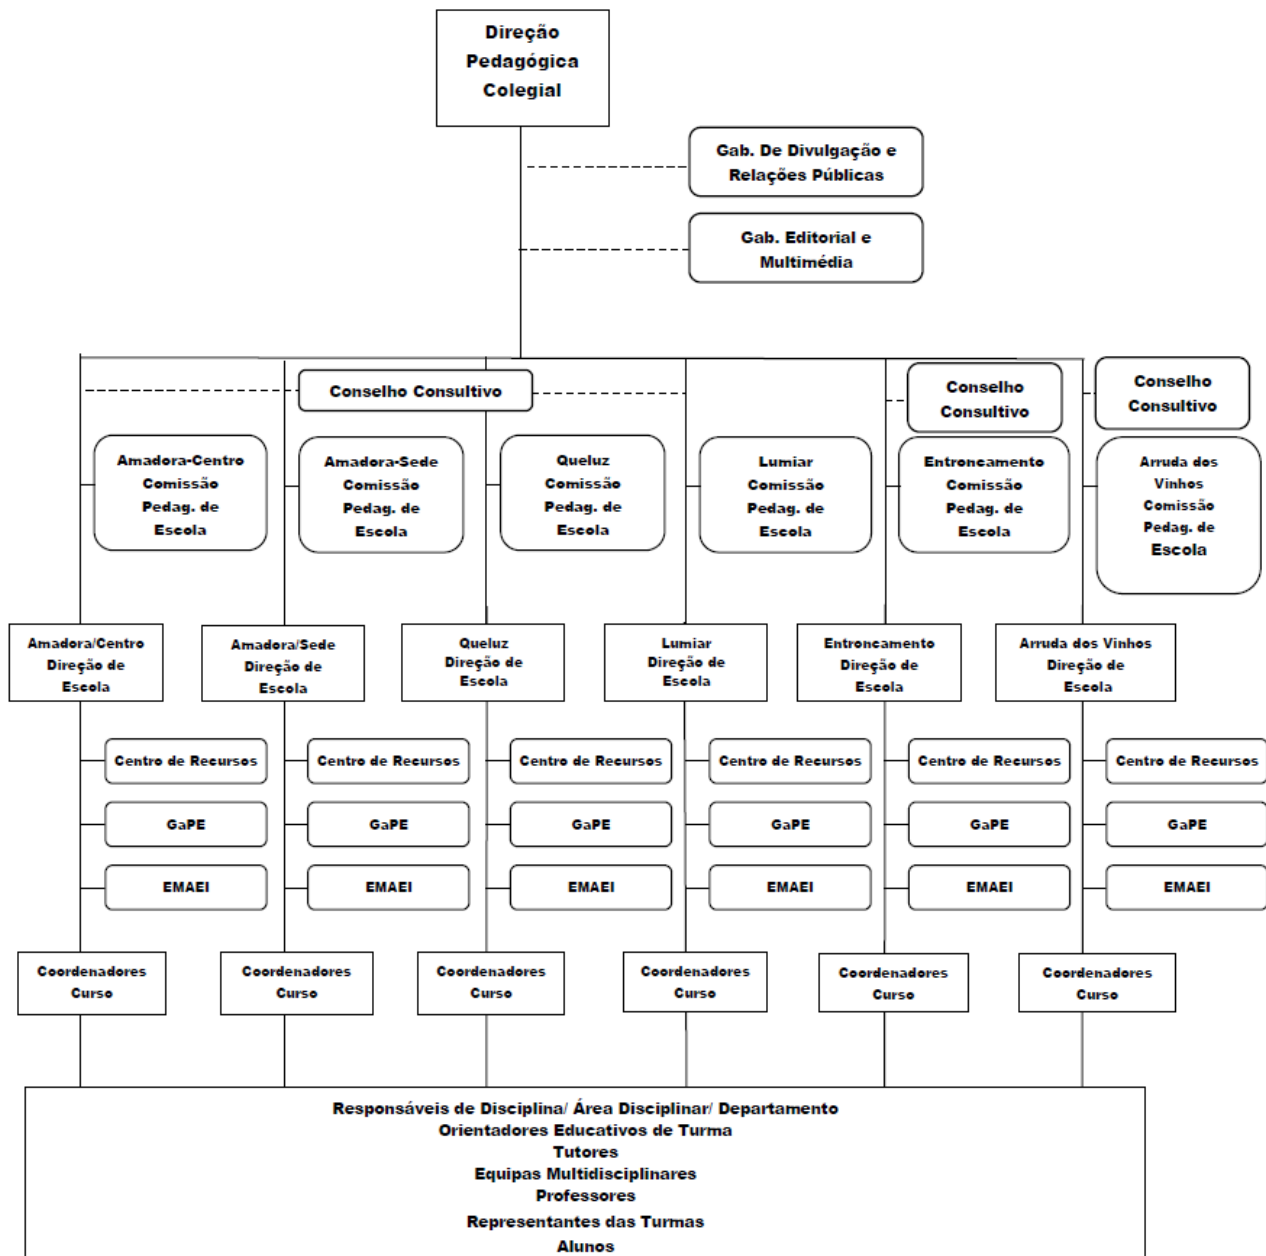 Direção
Pedagógica
Colegial
Gab. De Divulgação e
Relações Públicas
Gab. Editorial e
Multimédia
Conselho Consultivo
Conselho
Consultivo
Conselho
Consultivo
Amadora-Centro
Comissão
Pedag. de
Escola
Amadora-Sede
Comissão
Pedag. de
Escola
Queluz
Comissão
Pedag. de
Escola
Lumiar
Comissão
Pedag. de
Escola
Entroncamento
Comissão
Pedag. de
Escola
Arruda dos
Vinhos
Comissão
Pedag. de
Escola
Amadora/Centro
Direção de
Escola
Amadora/Sede
Direção de
Escola
Queluz
Direção de
Escola
Lumiar
Direção de
Escola
Entroncamento
Direção de
Escola
Arruda dos Vinhos
Direção de
Escola
Centro de Recursos
Centro de Recursos
Centro de Recursos
Centro de Recursos
Centro de Recursos
Centro de Recursos
GaPE
GaPE
GaPE
GaPE
GaPE
GaPE
EMAEI
EMAEI
EMAEI
EMAEI
EMAEI
EMAEI
Coordenadores
Curso
Coordenadores
Curso
Coordenadores
Curso
Coordenadores
Curso
Coordenadores
Curso
Coordenadores
Curso
Responsáveis de Disciplina/ Área Disciplinar/ Departamento
Orientadores Educativos de Turma
Tutores
Equipas Multidisciplinares
Professores
Representantes das Turmas
Alunos